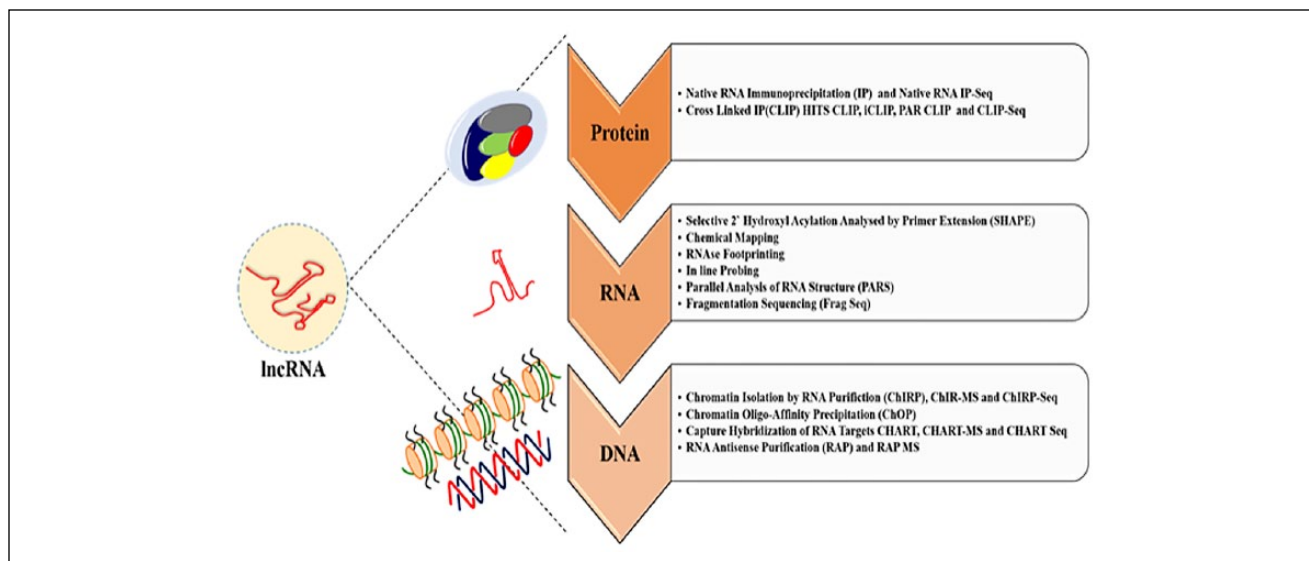 Protein
• Native RNA Immunoprecipitation (IP) and Native RNA IP-Seq
• Cross Linked IP(CLIP) HITS CLIP, iCLIP, PAR CLIP and CLIP-Seq
lncRNA
RNA
• Selective 2` Hydroxyl Acylation Analysed by Primer Extension (SHAPE)
• Chemical Mapping
• RNAse Footprinting
• In line Probing
• Parallel Analysis of RNA Structure (PARS)
• Fragmentation Sequencing (Frag Seq)
DNA
• Chromatin Isolation by RNA Purifiction (ChIRP), ChIR-MS and ChIRP-Seq
• Chromatin Oligo-Affinity Precipitation (ChOP)
• Capture Hybridization of RNA Targets CHART, CHART-MS and CHART Seq
• RNA Antisense Purification (RAP) and RAP MS